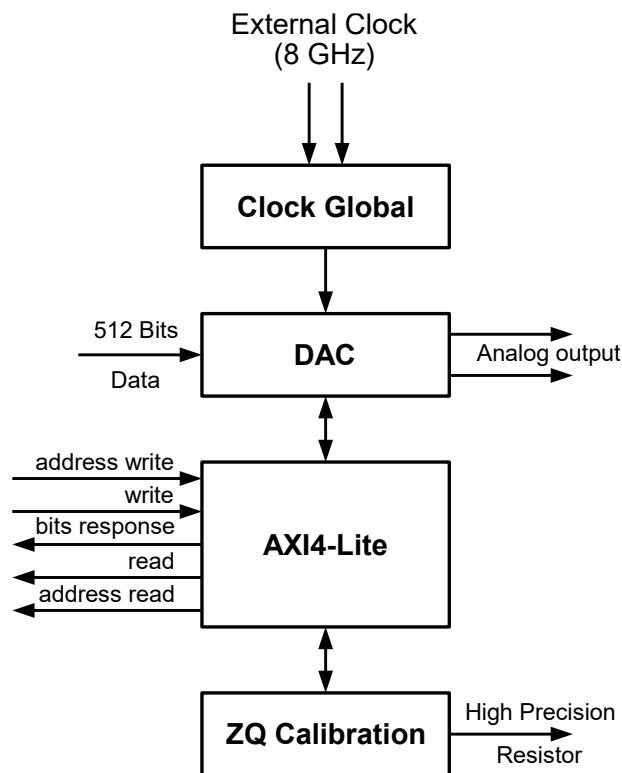 External Clock
(8 GHz)
Clock Global
512 Bits
Data
DAC
Analog output
address write
write
bits response
read
address read
AXI4-Lite
ZQ Calibration
High Precision
Resistor